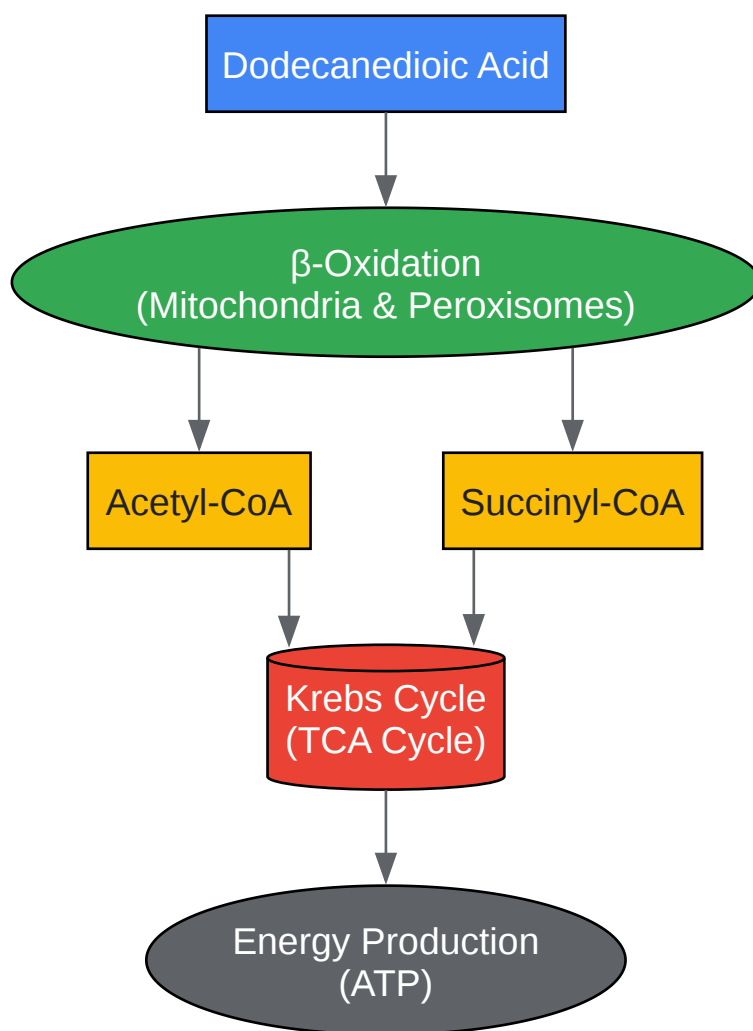 Dodecanedioic Acid
β-Oxidation
(Mitochondria & Peroxisomes)
Acetyl-CoA
Succinyl-CoA
Krebs Cycle
(TCA Cycle)
Energy Production
(ATP)